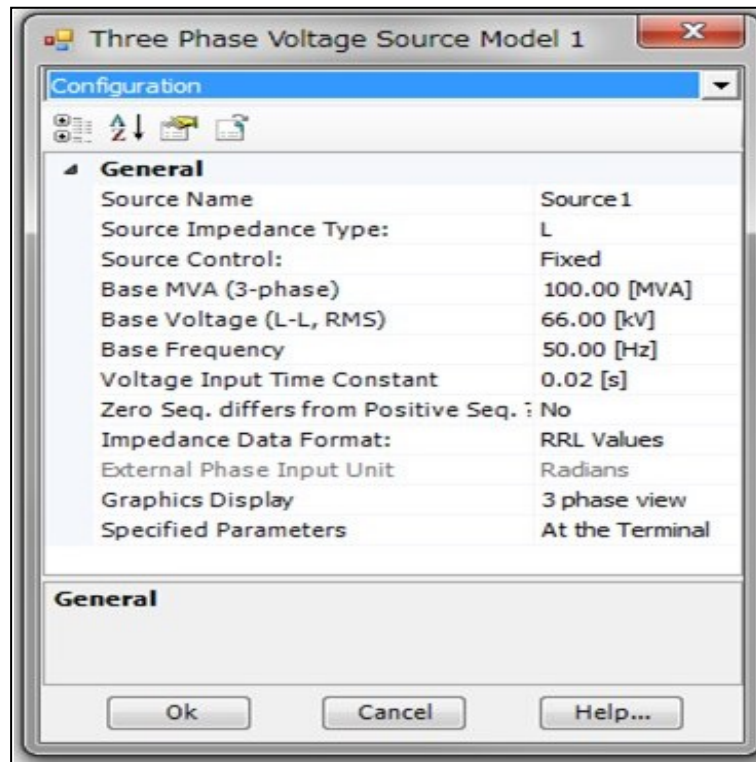 Three Phase Voltage Source Model 1
Configuration
General
Source Name Source1
Source Impedance Type: L
Source Control: Fixed
Base MVA (3-phase) 100.00 [MVA]
Base Voltage (L-L, RMS) 66.00 [kV]
Base Frequency 50.00 [Hz]
Voltage Input Time Constant 0.02 [s]
Zero Seq. differs from Positive Seq. ? No
Impedance Data Format: RRL Values
External Phase Input Unit Radians
Graphics Display 3 phase view
Specified Parameters At the Terminal
General
Ok Cancel Help...